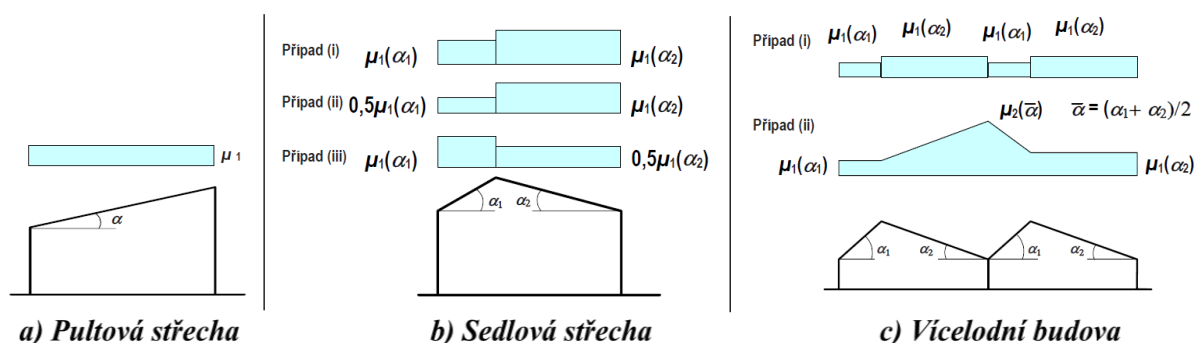 μ 1
α
a) Pultová střecha
Případ (i) μ₁(α₁) μ₁(α₂)
Případ (ii) 0,5μ₁(α₁) μ₁(α₂)
Případ (iii) μ₁(α₁) 0,5μ₁(α₂)
α₁ α₂
b) Sedlová střecha
μ₁(α₁) μ₁(α₂) μ₁(α₁) μ₁(α₂)
Případ (i)
μ₂(ᾱ) ᾱ = (α₁+ α₂)/2
Případ (ii)
μ₁(α₁) μ₁(α₂)
α₁ α₂ α₁ α₂
c) Vícelodní budova